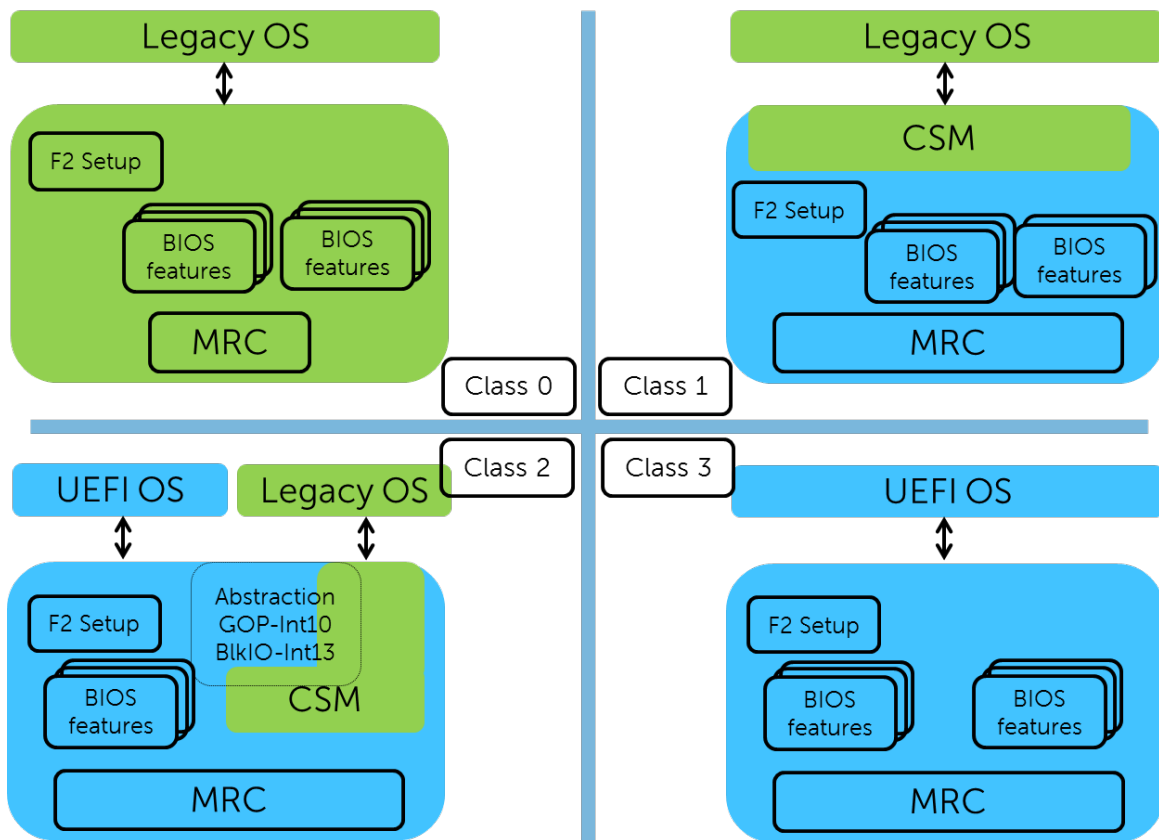 Legacy OS
F2 Setup
BIOS
features
BIOS
features
MRC
Class 0
Legacy OS
CSM
F2 Setup
BIOS
features
BIOS
features
MRC
Class 1
Class 2
UEFI OS
Legacy OS
Abstraction
GOP-Int10
BlkIO-Int13
F2 Setup
CSM
BIOS
features
MRC
Class 3
UEFI OS
F2 Setup
BIOS
features
BIOS
features
MRC